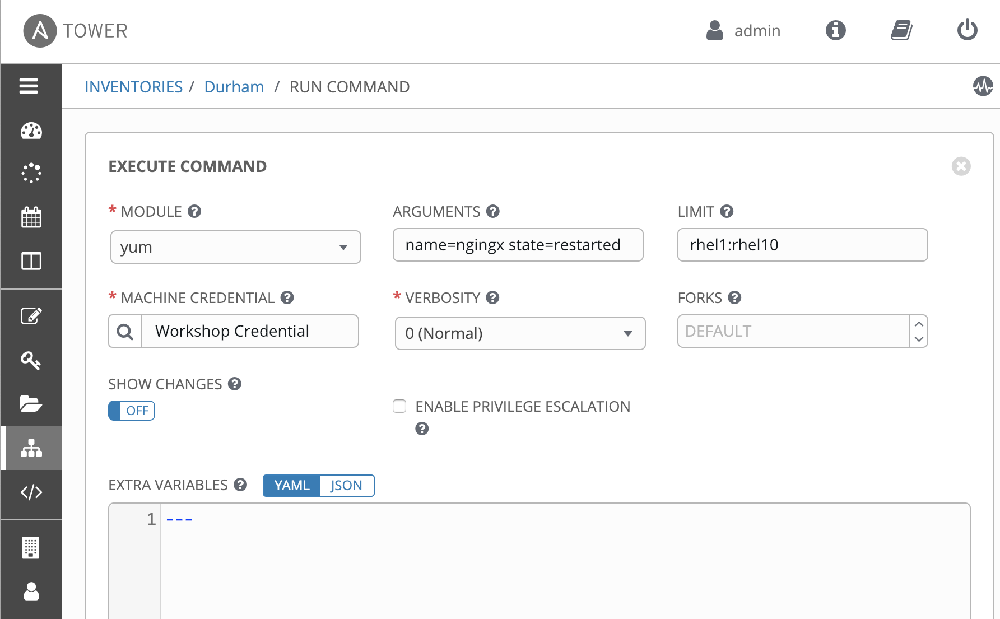 TOWER
admin
INVENTORIES / Durham / RUN COMMAND
EXECUTE COMMAND
* MODULE ?
ARGUMENTS ?
LIMIT ?
yum
name=ngingx state=restarted
rhel1:rhel10
* MACHINE CREDENTIAL ?
* VERBOSITY ?
FORKS ?
Workshop Credential
0 (Normal)
DEFAULT
SHOW CHANGES ?
OFF
ENABLE PRIVILEGE ESCALATION
?
EXTRA VARIABLES ? YAML JSON
1 ---